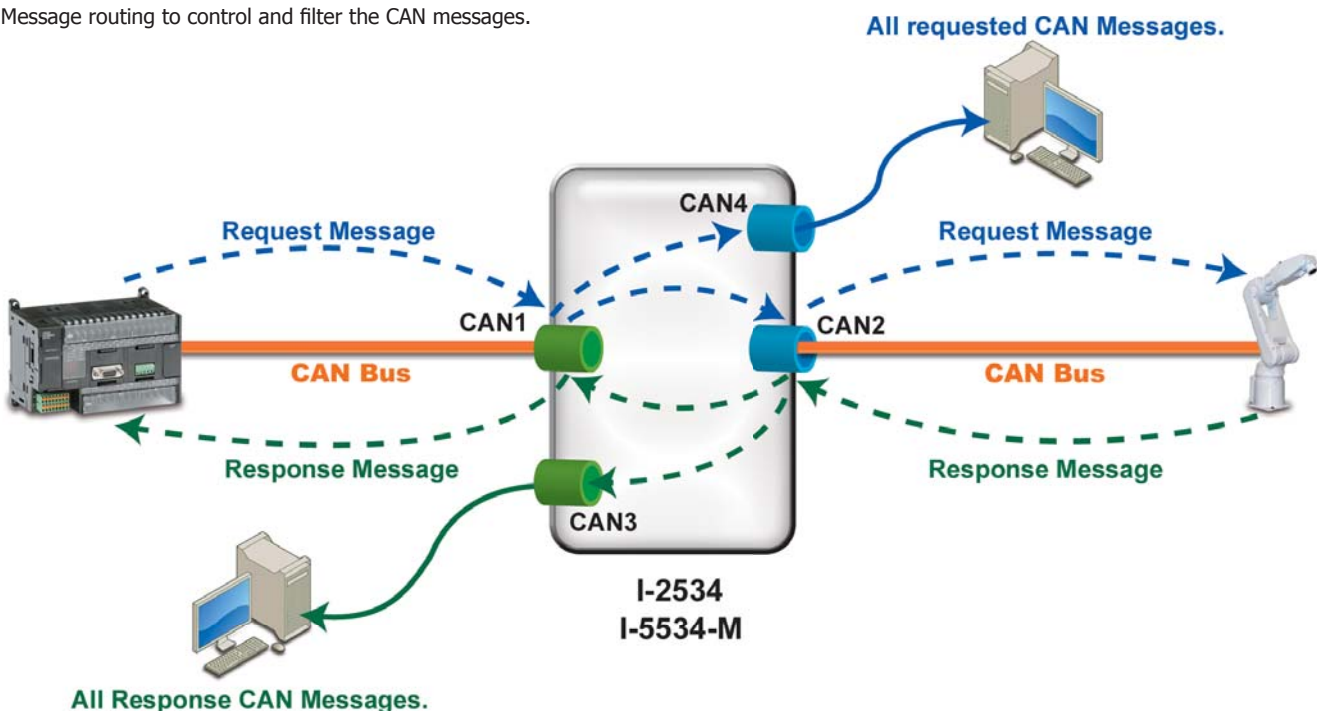 Message routing to control and filter the CAN messages.
All requested CAN Messages.
CAN4
Request Message
Request Message
CAN1
CAN2
CAN Bus
CAN Bus
Response Message
Response Message
CAN3
I-2534
I-5534-M
All Response CAN Messages.